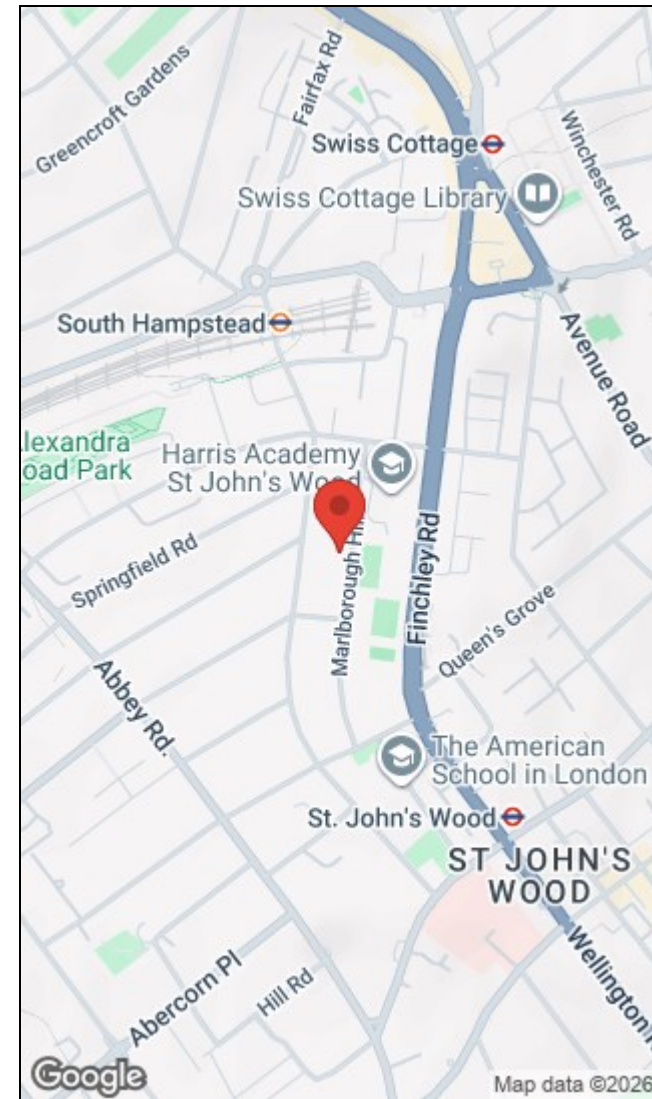 Greencroft Gardens
Fairfax Rd
Swiss Cottage
Winchester Rd
Swiss Cottage Library
South Hampstead
Avenue Road
lexandra
oad Park
Harris Academy
St John's Wood
Springfield Rd
Marlborough Hi
Finchley Rd
Queen's Grove
Abbey Rd.
The American
School in London
St. John's Wood
ST JOHN'S
WOOD
Abercorn Pl
Hill Rd
Wellington
Google
Map data ©2026